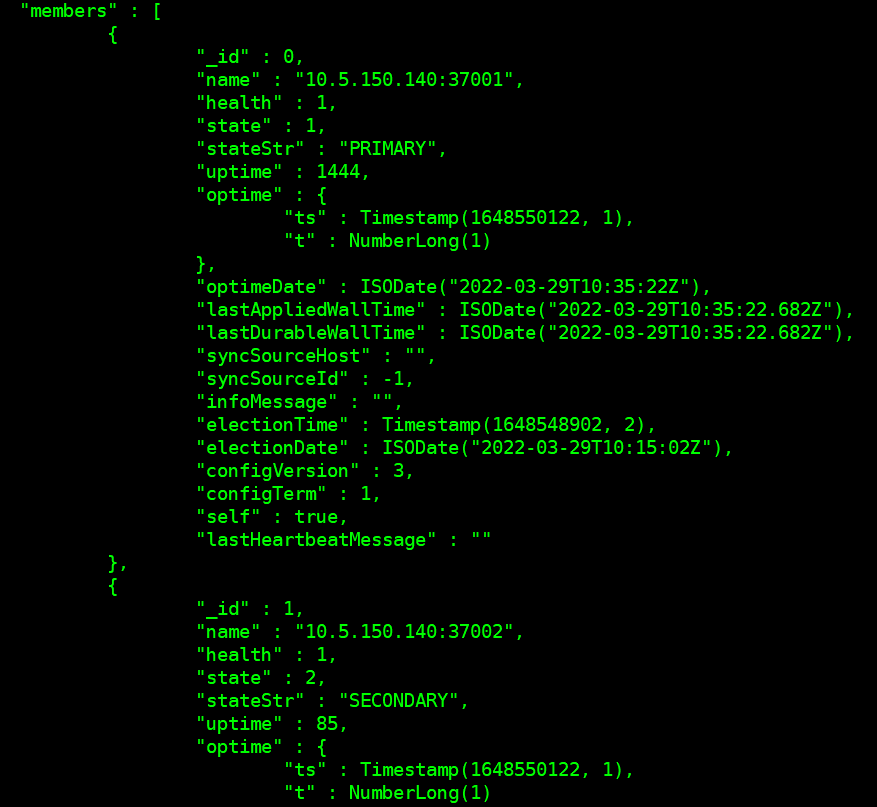 "members" : [
{
"_id" : 0,
"name" : "10.5.150.140:37001",
"health" : 1,
"state" : 1,
"stateStr" : "PRIMARY",
"uptime" : 1444,
"optime" : {
"ts" : Timestamp(1648550122, 1),
"t" : NumberLong(1)
},
"optimeDate" : ISODate("2022-03-29T10:35:22Z"),
"lastAppliedWallTime" : ISODate("2022-03-29T10:35:22.682Z"),
"lastDurableWallTime" : ISODate("2022-03-29T10:35:22.682Z"),
"syncSourceHost" : "",
"syncSourceId" : -1,
"infoMessage" : "",
"electionTime" : Timestamp(1648548902, 2),
"electionDate" : ISODate("2022-03-29T10:15:02Z"),
"configVersion" : 3,
"configTerm" : 1,
"self" : true,
"lastHeartbeatMessage" : ""
},
{
"_id" : 1,
"name" : "10.5.150.140:37002",
"health" : 1,
"state" : 2,
"stateStr" : "SECONDARY",
"uptime" : 85,
"optime" : {
"ts" : Timestamp(1648550122, 1),
"t" : NumberLong(1)